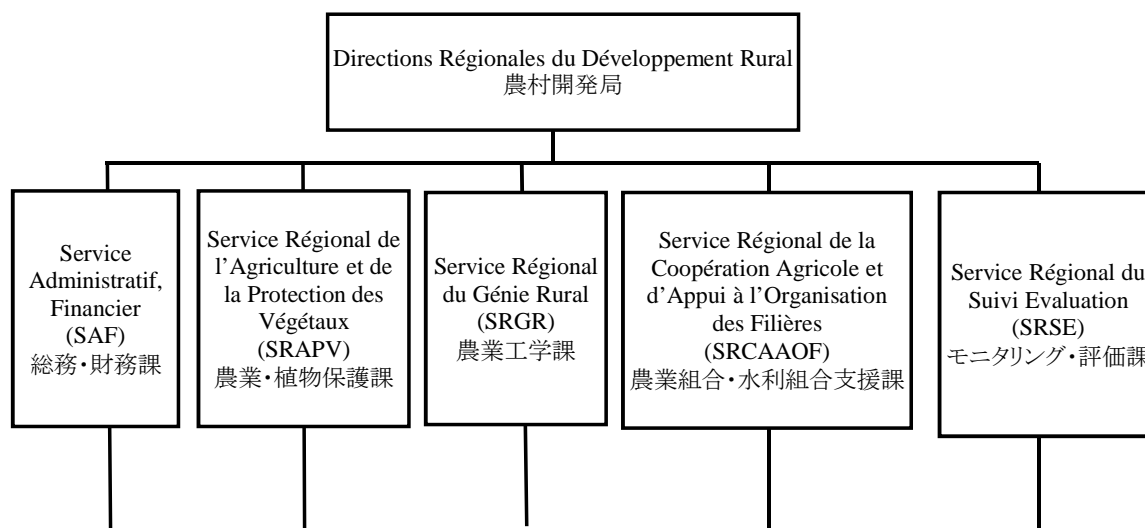 Directions Régionales du Développement Rural
農村開発局
Service
Administratif,
Financier
(SAF)
総務・財務課
Service Régional de
l'Agriculture et de
la Protection des
Végétaux
(SRAPV)
農業・植物保護課
Service Régional
du Génie Rural
(SRGR)
農業工学課
Service Régional de la
Coopération Agricole et
d'Appui à l'Organisation
des Filières
(SRCAAOF)
農業組合・水利組合支援課
Service Régional du
Suivi Evaluation
(SRSE)
モニタリング・評価課